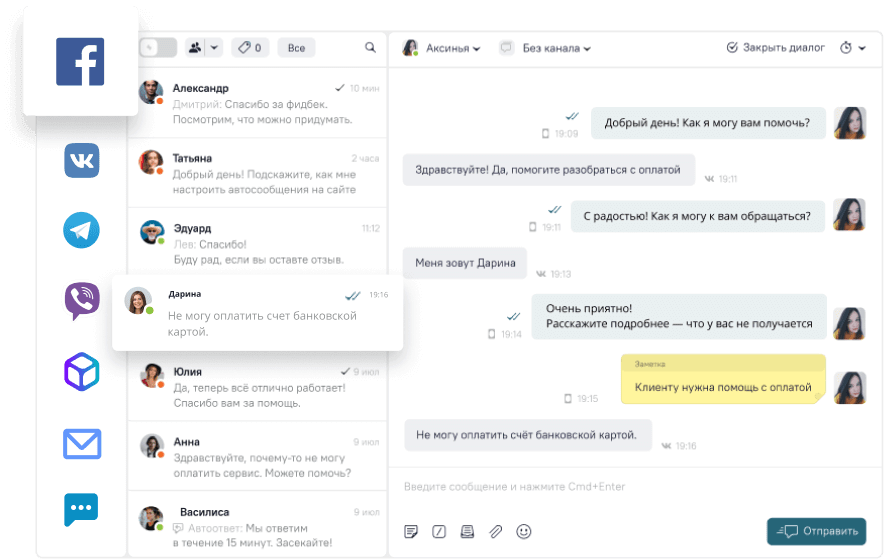 0
Все
Александр
10 мин
Дмитрий: Спасибо за фидбек.
Посмотрим, что можно придумать.
Татьяна
2 часа
Добрый день! Подскажите, как мне
настроить автосообщения на сайте
Эдуард
11:12
Лев: Спасибо!
Буду рад, если вы оставте отзыв.
Дарина
19:16
Не могу оплатить счет банковской
картой.
Юлия
9 июл
Да, теперь всё отлично работает!
Спасибо вам за помощь.
Анна
9 июл
Здравствуйте, почему-то не могу
оплатить сервис. Можете помочь?
Василиса
9 июл
Автоответ: Мы ответим
в течение 15 минут. Засекайте!
Аксинья
Без канала
Закрыть диалог
19:09
Добрый день! Как я могу вам помочь?
Здравствуйте! Да, помогите разобраться с оплатой
19:11
19:11
С радостью! Как я могу к вам обращаться?
Меня зовут Дарина
19:13
19:14
Очень приятно!
Расскажите подробнее — что у вас не получается
19:15
Заметка
Клиенту нужна помощь с оплатой
Не могу оплатить счёт банковской картой.
19:16
Введите сообщение и нажмите Cmd+Enter
Отправить